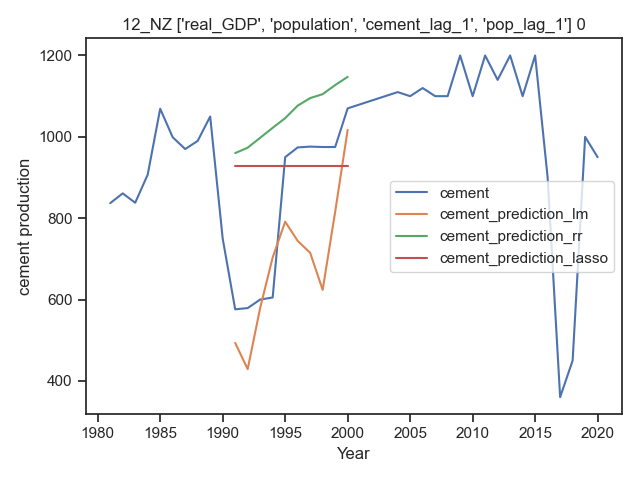 12_NZ ['real_GDP', 'population', 'cement_lag_1', 'pop_lag_1'] 0
1200
1000
800
600
400
cement production
cement
cement_prediction_lm
cement_prediction_rr
cement_prediction_lasso
1980 1985 1990 1995 2000 2005 2010 2015 2020
Year